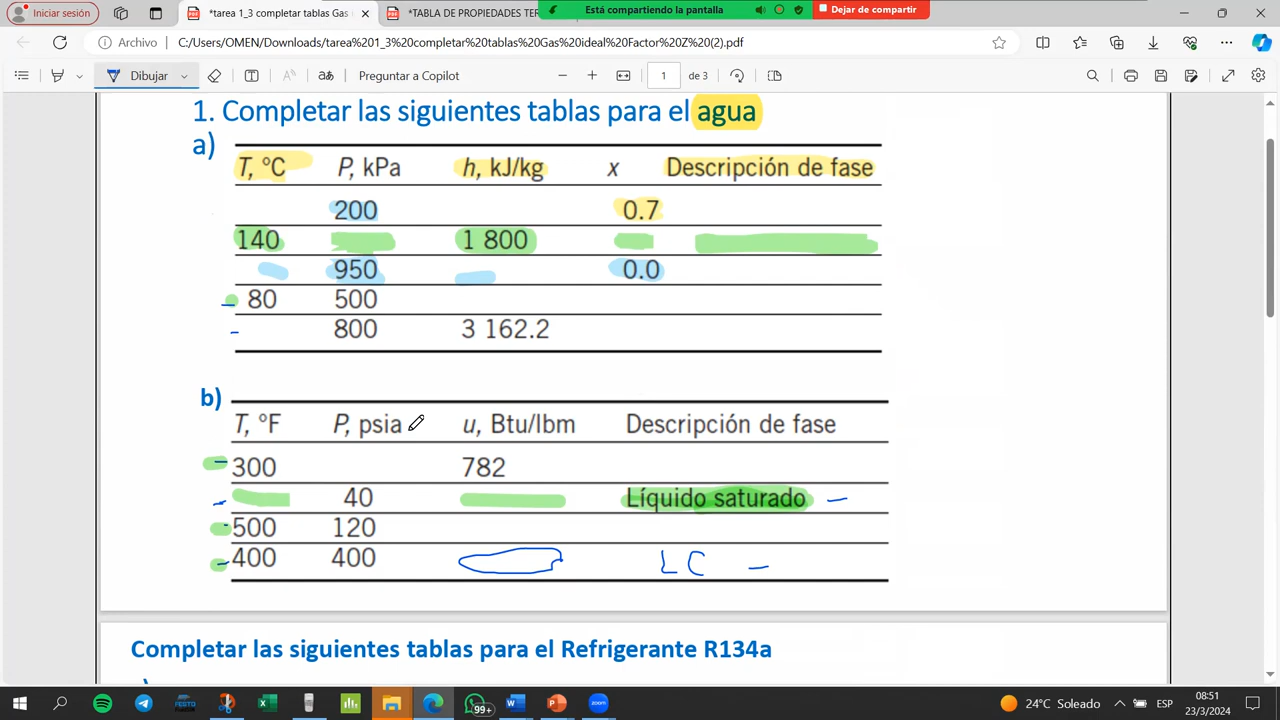 Iniciar sesión
*tarea 1_3 completar tablas Gas i
*TABLA DE PROPIEDADES TER
Está compartiendo la pantalla
Dejar de compartir
Archivo
C:/Users/OMEN/Downloads/tarea%201_3%20completar%20tablas%20Gas%20ideal%20Factor%20Z%20(2).pdf
Dibujar
Preguntar a Copilot
1 de 3
1. Completar las siguientes tablas para el agua
a)
T, °C P, kPa h, kJ/kg x Descripción de fase
200 0.7
140 1 800
950 0.0
80 500
800 3 162.2
b)
T, °F P, psia u, Btu/lbm Descripción de fase
300 782
40 Líquido saturado
500 120
400 400 LC
Completar las siguientes tablas para el Refrigerante R134a
99+
24°C Soleado
ESP
08:51
23/3/2024